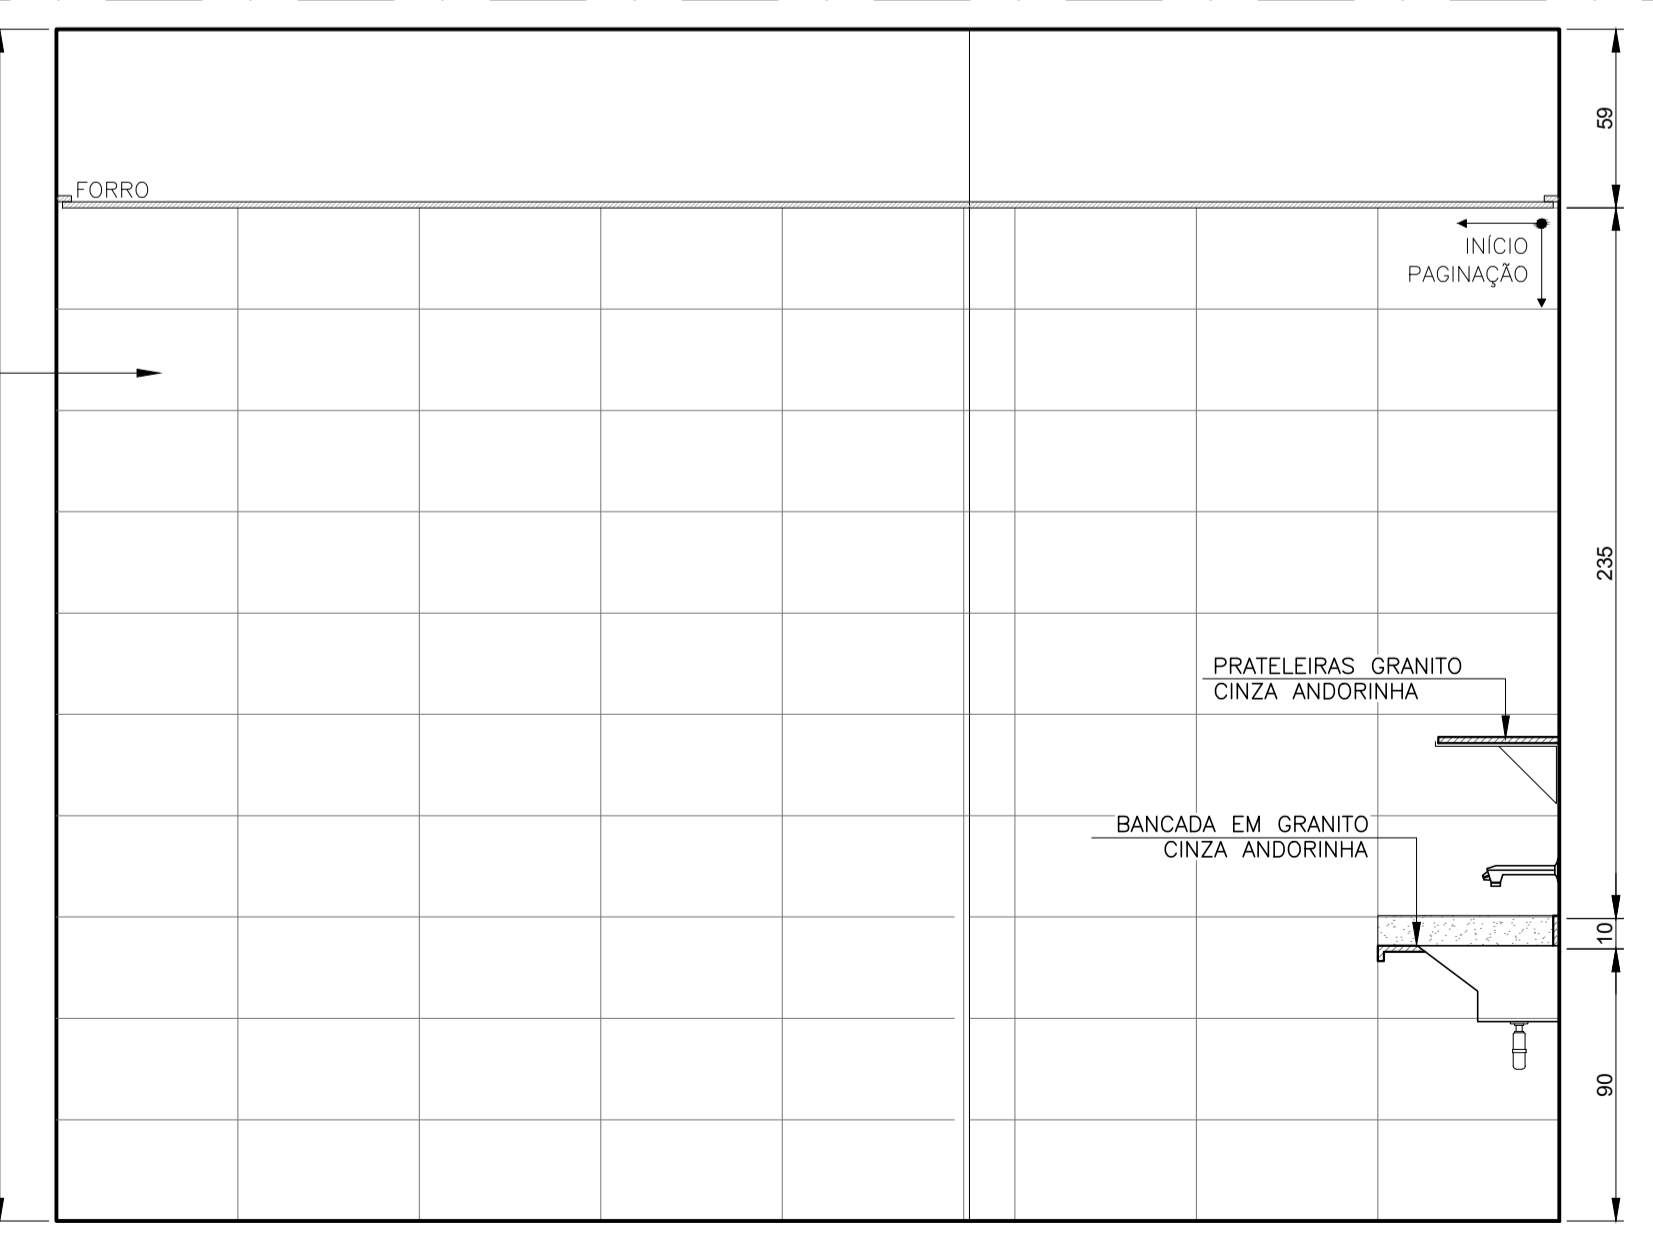 59
FORRO
INÍCIO
PAGINAÇÃO
235
PRATELEIRAS GRANITO
CINZA ANDORINHA
BANCADA EM GRANITO
CINZA ANDORINHA
10
90